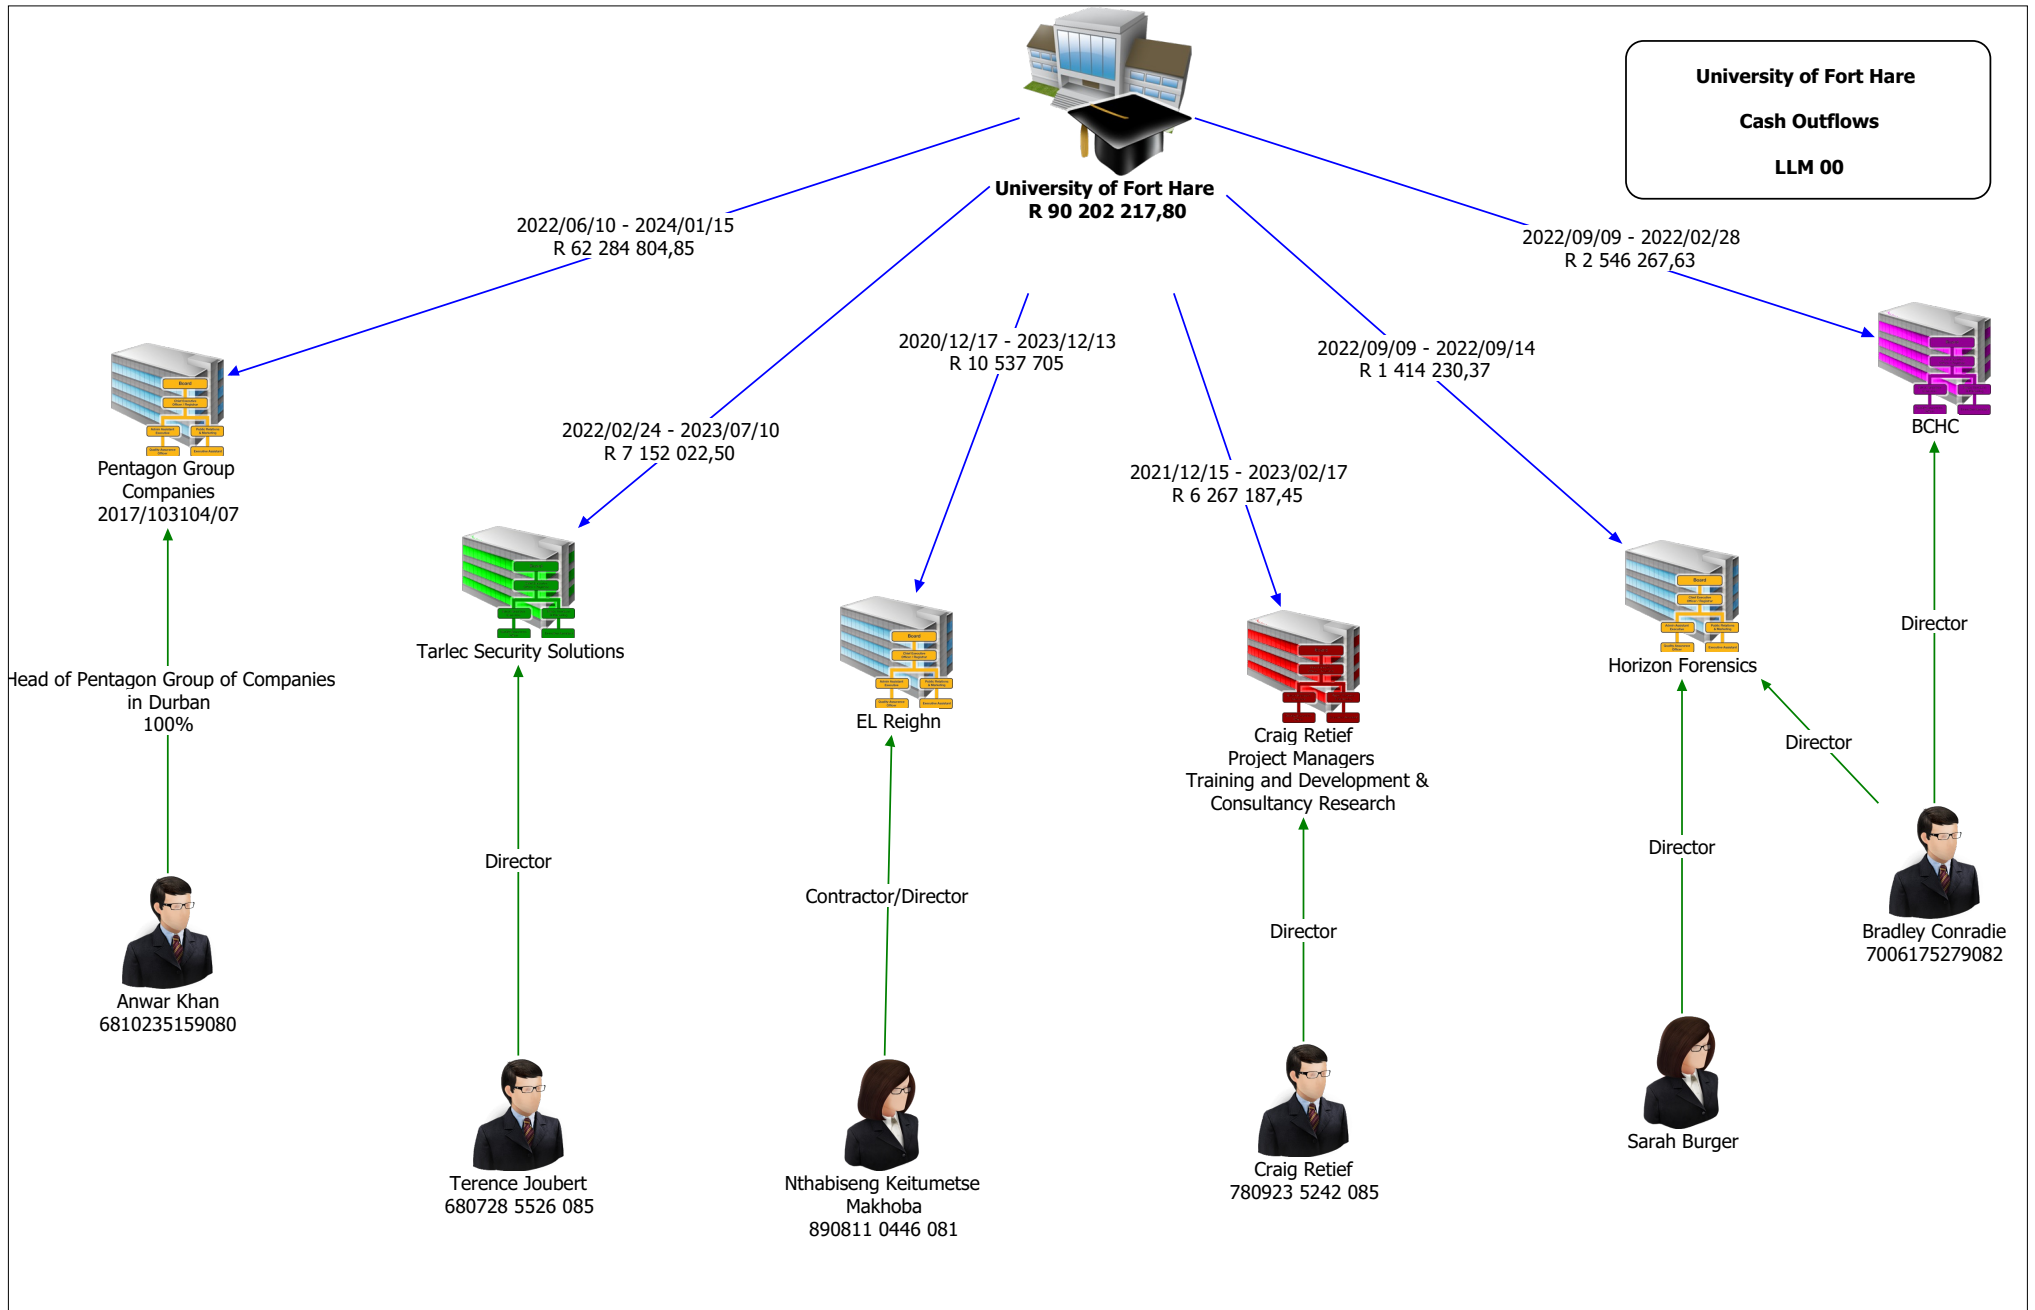 University of Fort Hare
Cash Outflows
LLM 00
University of Fort Hare
R 90 202 217,80
2022/06/10 - 2024/01/15
R 62 284 804,85
2022/02/24 - 2023/07/10
R 7 152 022,50
2020/12/17 - 2023/12/13
R 10 537 705
2021/12/15 - 2023/02/17
R 6 267 187,45
2022/09/09 - 2022/09/14
R 1 414 230,37
2022/09/09 - 2022/02/28
R 2 546 267,63
Board
Pentagon Group
Companies
2017/103104/07
Tarlec Security Solutions
Board
EL Reighn
Craig Retief
Project Managers
Training and Development &
Consultancy Research
Board
Horizon Forensics
BCHC
Head of Pentagon Group of Companies
in Durban
100%
Director
Contractor/Director
Director
Director
Director
Director
Anwar Khan
6810235159080
Terence Joubert
680728 5526 085
Nthabiseng Keitumetse
Makhoba
890811 0446 081
Craig Retief
780923 5242 085
Sarah Burger
Bradley Conradie
7006175279082